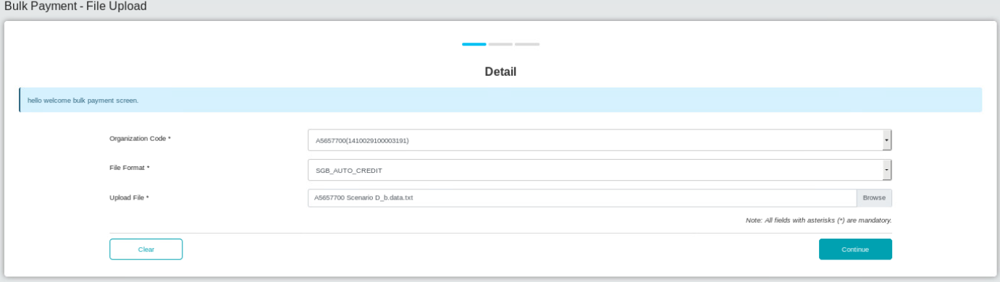 Bulk Payment - File Upload
Detail
hello welcome bulk payment screen.
Organization Code *
A5657700(1410029100003191)
File Format *
SGB_AUTO_CREDIT
Upload File *
A5657700 Scenario D_b.data.txt
Browse
Note: All fields with asterisks (*) are mandatory.
Clear
Continue